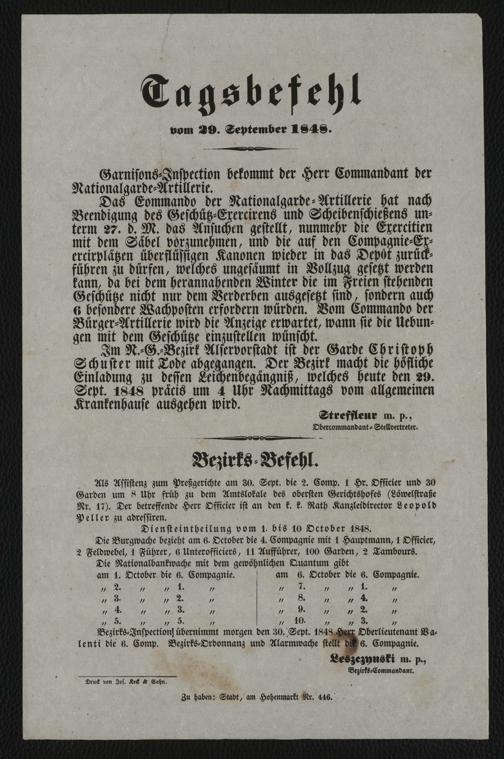 Tagsbefehl
vom 29. September 1848.
Garnisons-Inspection bekommt der Herr Commandant der
Nationalgarde-Artillerie.
Das Commando der Nationalgarde-Artillerie hat nach
Beendigung des Geschütz-Exercirens und Scheibenschießens un-
term 27. d. M. das Ansuchen gestellt, nunmehr die Exercitien
mit dem Säbel vorzunehmen, und die auf den Compagnie-Ex-
ercirplätzen überflüssigen Kanonen wieder in das Depôt zurück-
führen zu dürfen, welches ungesäumt in Vollzug gesetzt werden
kann, da bei dem herannahenden Winter die im Freien stehenden
Geschütze nicht nur dem Verderben ausgesetzt sind, sondern auch
6 besondere Wachposten erfordern würden. Vom Commando der
Bürger-Artillerie wird die Anzeige erwartet, wann sie die Uebun-
gen mit dem Geschütze einzustellen wünscht.
Im N.-G.-Bezirk Alservorstadt ist der Garde Christoph
Schuster mit Tode abgegangen. Der Bezirk macht die höfliche
Einladung zu dessen Leichenbegängniß, welches heute den 29.
Sept. 1848 präcis um 4 Uhr Nachmittags vom allgemeinen
Krankenhause ausgehen wird.
Streffleur m. p.,
Obercommandant-Stellvertreter.
Bezirks-Befehl.
Als Assistenz zum Preßgerichte am 30. Sept. die 2. Comp. 1 Hr. Officier und 30
Garden um 8 Uhr früh zu dem Amtslokale des obersten Gerichtshofes (Löwelstraße
Nr. 17). Der betreffende Herr Officier ist an den k. k. Rath Kanzleidirector Leopold
Peller zu adressiren.
Diensteintheilung vom 1. bis 10 October 1848.
Die Burgwache bezieht am 6. October die 4. Compagnie mit 1 Hauptmann, 1 Officier,
2 Feldwebel, 1 Führer, 6 Unterofficiers, 11 Aufführer, 100 Garden, 2 Tambours.
Die Nationalbankwache mit dem gewöhnlichen Quantum gibt
am 1. October die 6. Compagnie. am 6. October die 6. Compagnie.
„ 2. „ „ 1. „ „ 7. „ „ 1. „
„ 3. „ „ 2. „ „ 8. „ „ 4. „
„ 4. „ „ 3. „ „ 9. „ „ 2. „
„ 5. „ „ 5. „ „ 10. „ „ 3. „
Bezirks-Inspection übernimmt morgen den 30. Sept. 1848 Herr Oberlieutenant Va-
lenti die 6. Comp. Bezirks-Ordonnanz und Alarmwache stellt die 6. Compagnie.
Leszczynski m. p.,
Bezirks-Commandant.
Druck von Jos. Keck & Sohn.
Zu haben: Stadt, am Hohenmarkt Nr. 446.